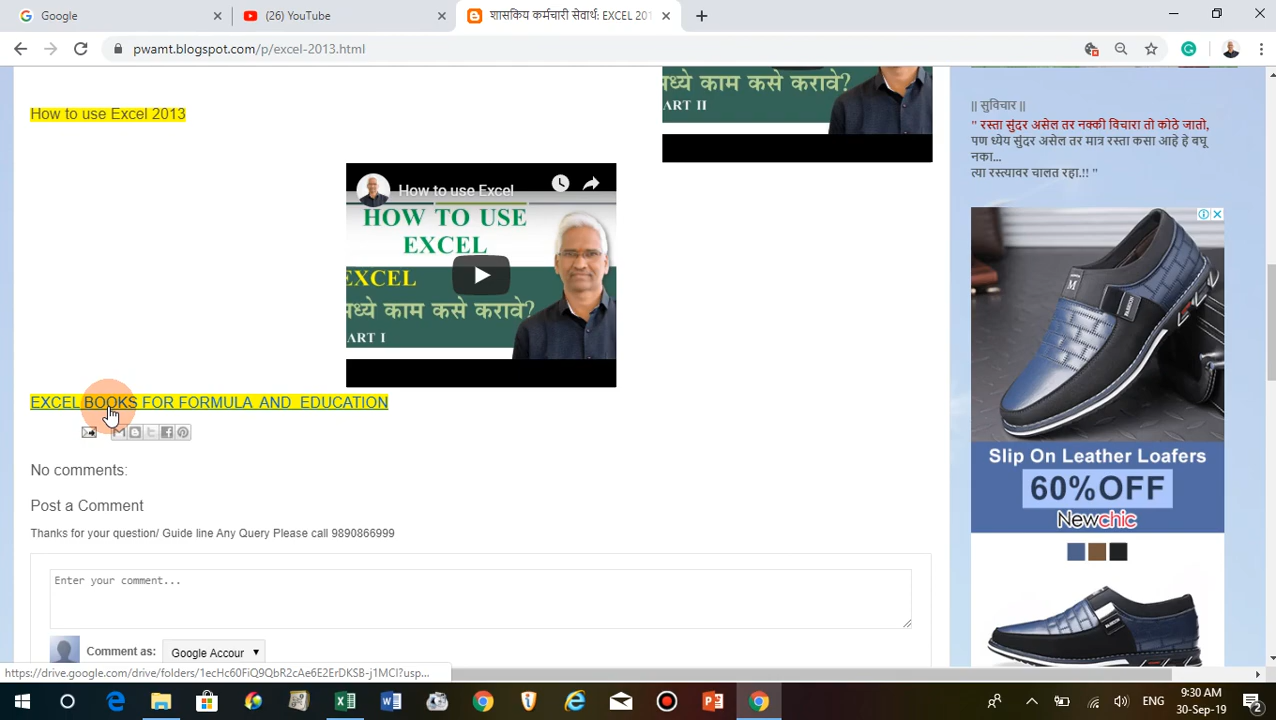 Google
(26) YouTube
शासकिय कर्मचारी सेवार्थ: EXCEL 201
pwamt.blogspot.com/p/excel-2013.html
मध्ये काम कसे करावे?
ART II
How to use Excel 2013
How to use Excel
HOW TO USE
EXCEL
EXCEL
मध्ये काम कसे करावे?
ART I
EXCEL BOOKS FOR FORMULA AND EDUCATION
No comments:
Post a Comment
Thanks for your question/ Guide line Any Query Please call 9890866999
Enter your comment...
Comment as:
Google Accour
|| सुविचार ||
" रस्ता सुंदर असेल तर नक्की विचारा तो कोठे जातो,
पण ध्येय सुंदर असेल तर मात्र रस्ता कसा आहे हे बघू
नका...
त्या रस्त्यावर चालत रहा.!! "
Slip On Leather Loafers
60%OFF
Newchic
https://drive.google.com/drive/folders/1ecHc60FiQ9QbR2cAe6E2ErDKSB-j1MCI?usp...
ENG
9:30 AM
30-Sep-19
2